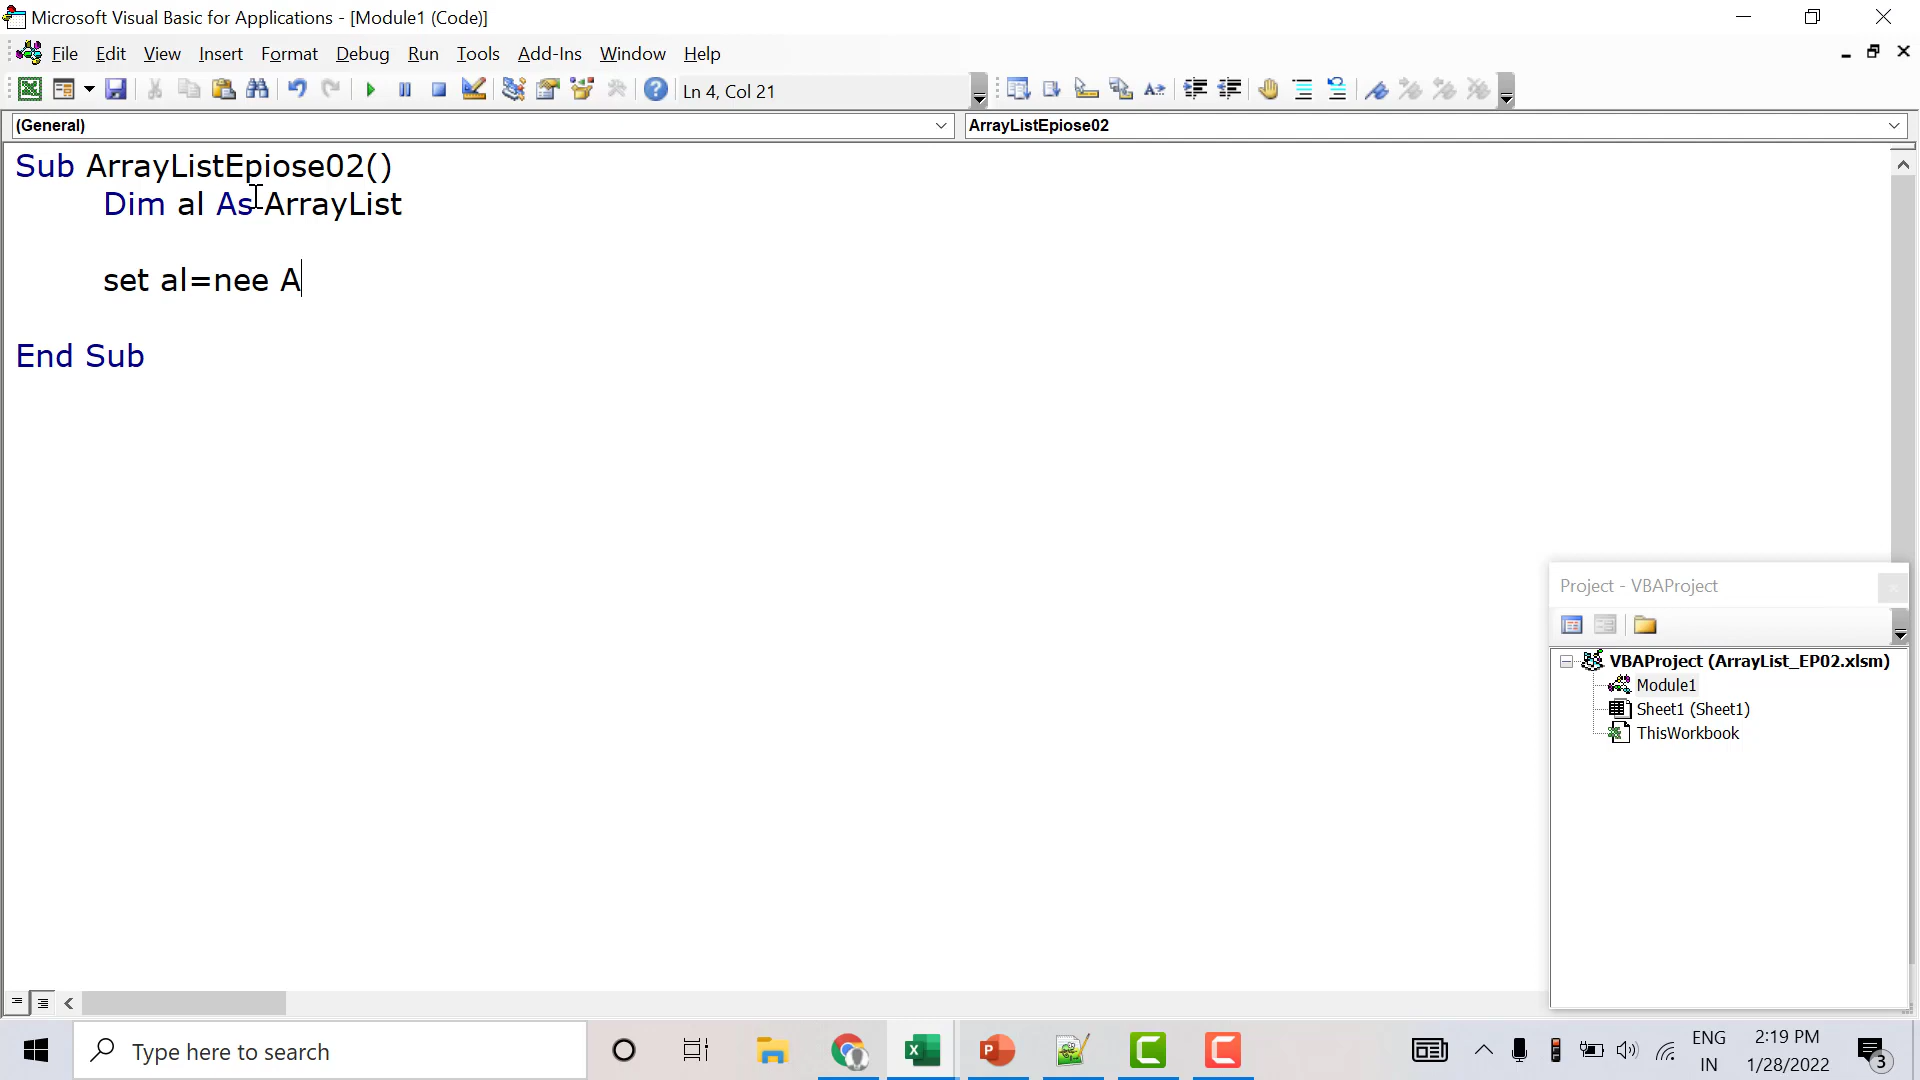 Microsoft Visual Basic for Applications - [Module1 (Code)]
File Edit View Insert Format Debug Run Tools Add-Ins Window Help
Ln 4, Col 21
(General)
ArrayListEpiose02
Sub ArrayListEpiose02()
Dim al As ArrayList
set al=nee A
End Sub
Project - VBAProject
VBAProject (ArrayList_EP02.xlsm)
Module1
Sheet1 (Sheet1)
ThisWorkbook
Type here to search
ENG
IN
2:19 PM
1/28/2022
3